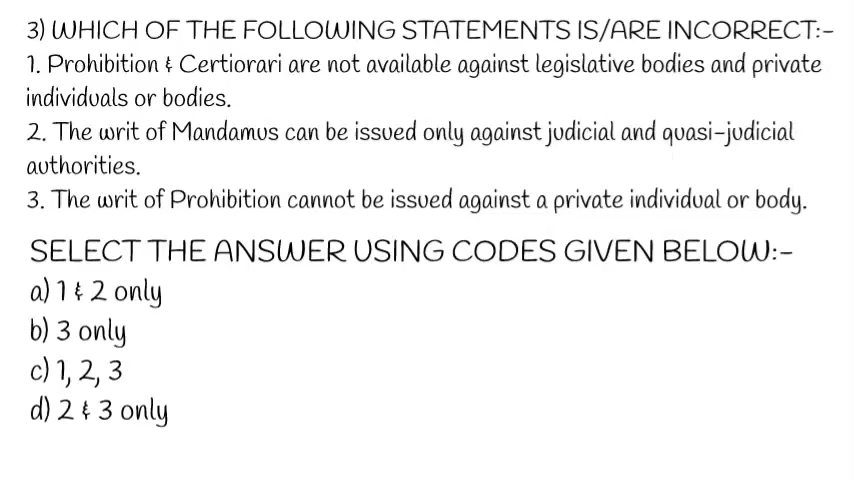 3) WHICH OF THE FOLLOWING STATEMENTS IS/ARE INCORRECT:-
1. Prohibition & Certiorari are not available against legislative bodies and private
individuals or bodies.
2. The writ of Mandamus can be issued only against judicial and quasi-judicial
authorities.
3. The writ of Prohibition cannot be issued against a private individual or body.
SELECT THE ANSWER USING CODES GIVEN BELOW:-
a) 1 & 2 only
b) 3 only
c) 1, 2, 3
d) 2 & 3 only